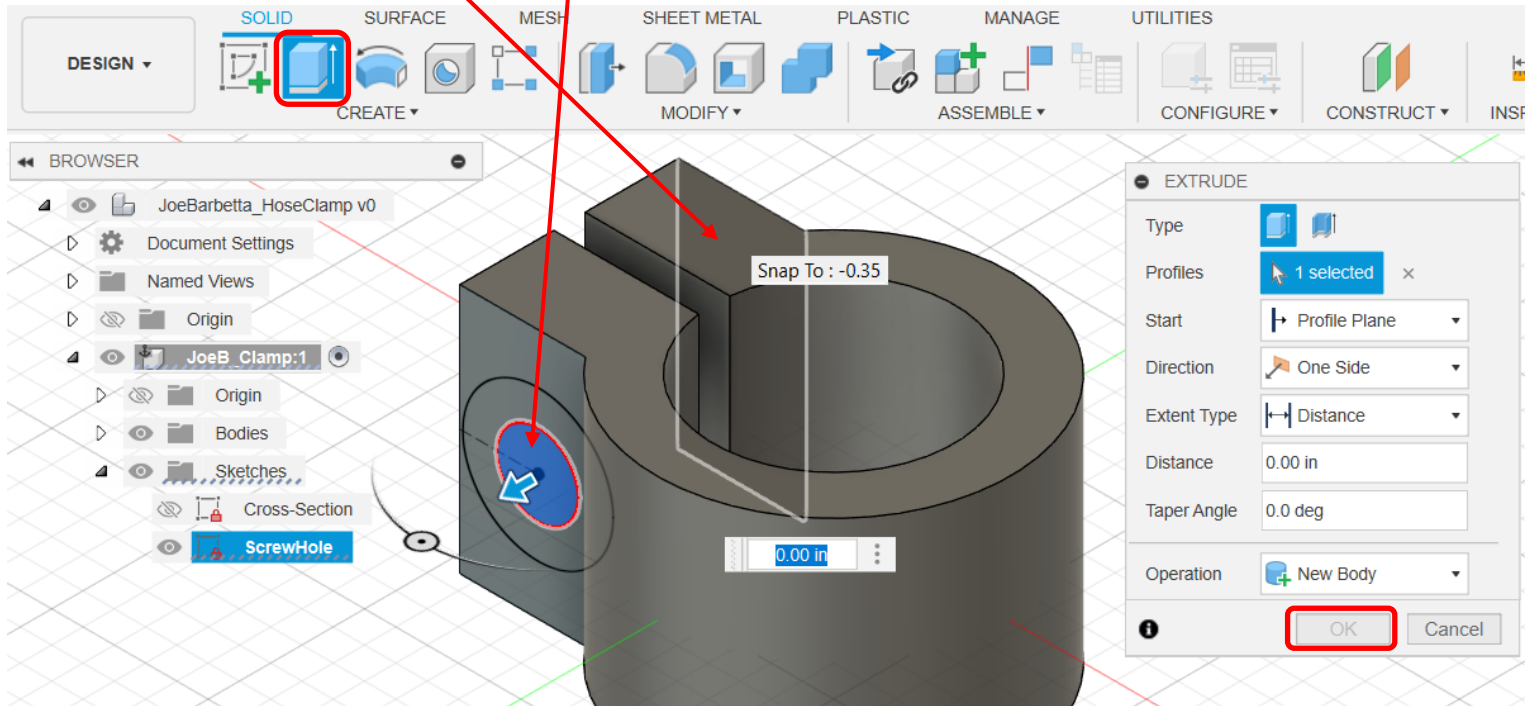 SOLID SURFACE MESH SHEET METAL PLASTIC MANAGE UTILITIES
DESIGN ▾
CREATE ▾ MODIFY ▾ ASSEMBLE ▾ CONFIGURE ▾ CONSTRUCT ▾ INSP
BROWSER
JoeBarbetta_HoseClamp v0
Document Settings
Named Views
Origin
JoeB_Clamp:1
Origin
Bodies
Sketches
Cross-Section
ScrewHole
Snap To : -0.35
0.00 in
EXTRUDE
Type
Profiles 1 selected ×
Start Profile Plane
Direction One Side
Extent Type Distance
Distance 0.00 in
Taper Angle 0.0 deg
Operation New Body
OK Cancel